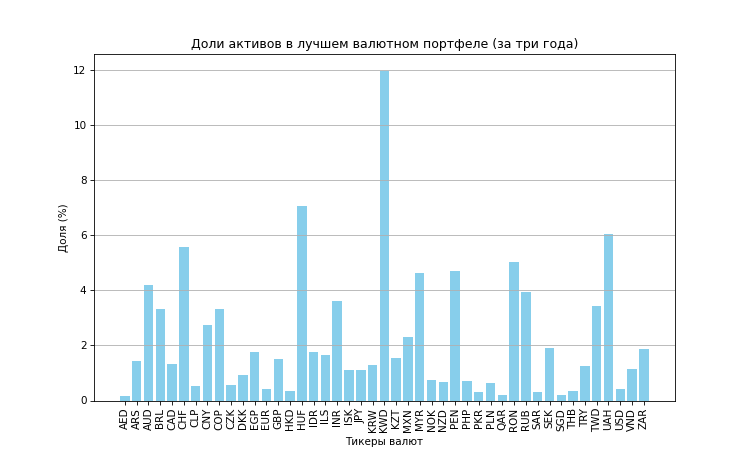 Доли активов в лучшем валютном портфеле (за три года)
Доля (%)
12
10
8
6
4
2
0
AED ARS AUD BRL CAD CHF CLP CNY COP CZK DKK EGP EUR GBP HKD HUF IDR ILS INR ISK JPY KRW KWD KZT MXN MYR NOK NZD PEN PHP PKR PLN QAR RON RUB SAR SEK SGD THB TRY TWD UAH USD VND ZAR
Тикеры валют